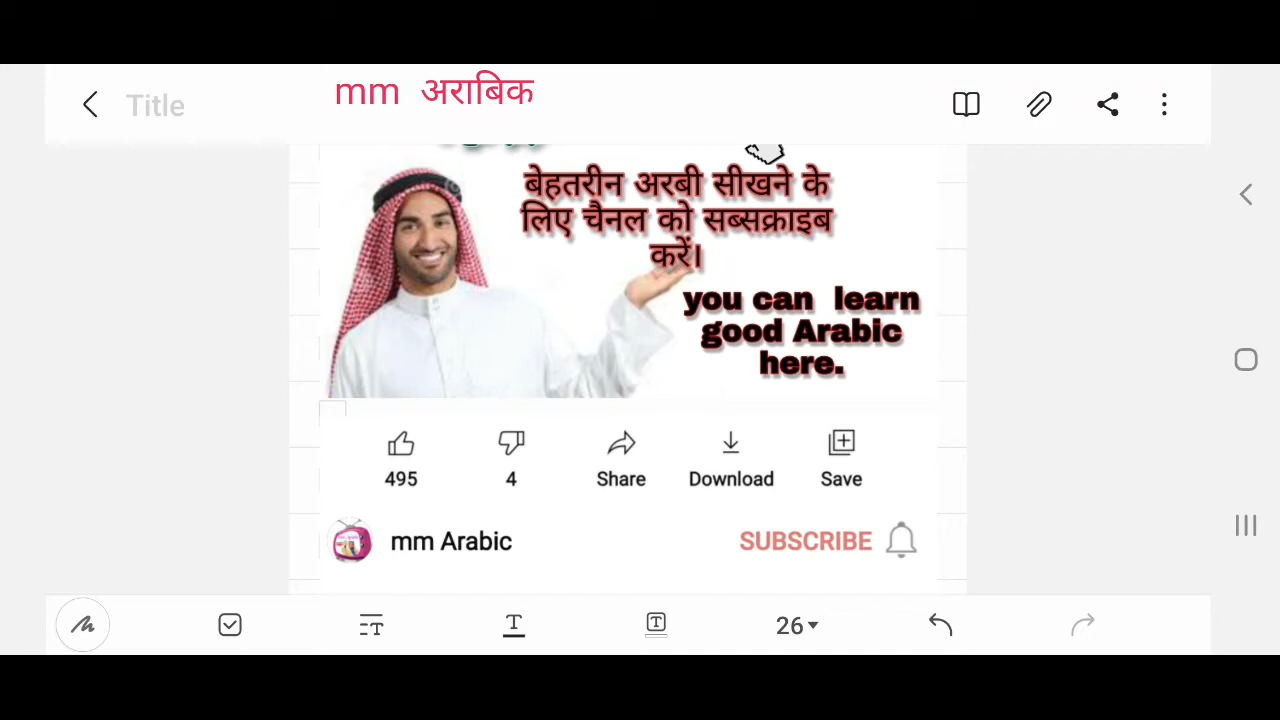 mm अराबिक
Title
बेहतरीन अरबी सीखने के
लिए चैनल को सब्सक्राइब
करें।
you can learn
good Arabic
here.
495
4
Share
Download
Save
mm Arabic
SUBSCRIBE
26